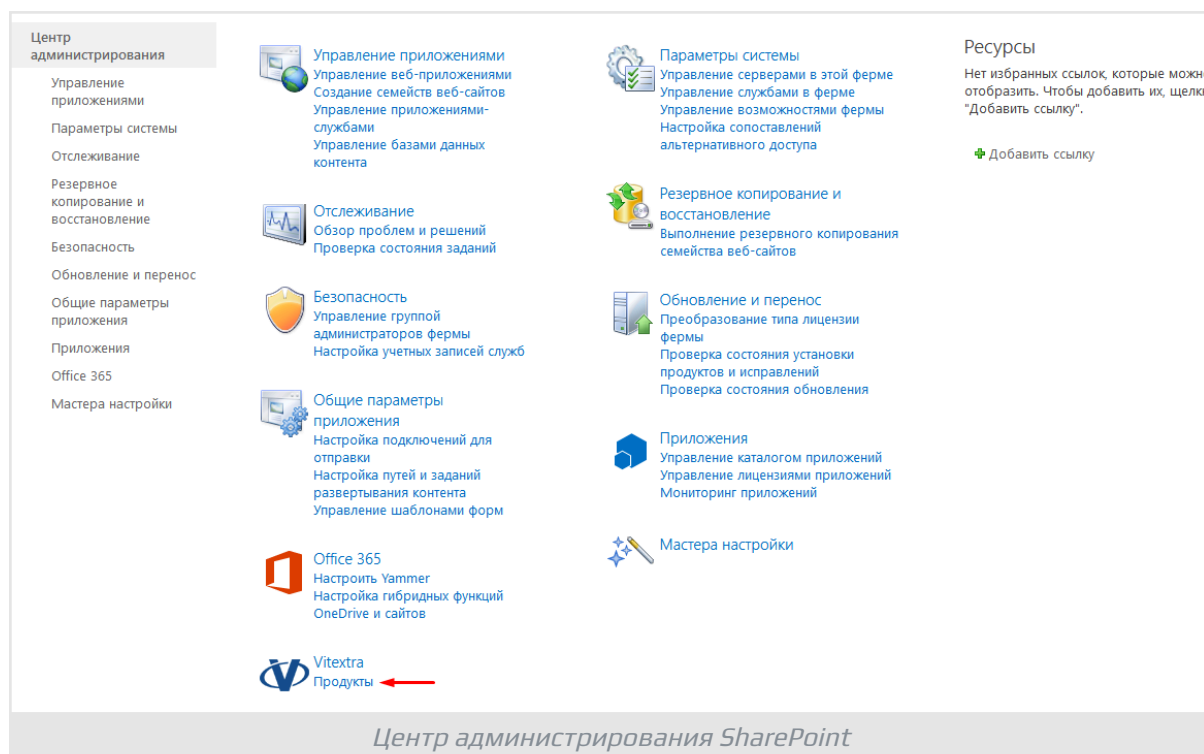 Центр
администрирования
Управление
приложениями
Параметры системы
Отслеживание
Резервное
копирование и
восстановление
Безопасность
Обновление и перенос
Общие параметры
приложения
Приложения
Office 365
Мастера настройки
Управление приложениями
Управление веб-приложениями
Создание семейств веб-сайтов
Управление приложениями-
службами
Управление базами данных
контента
Отслеживание
Обзор проблем и решений
Проверка состояния заданий
Безопасность
Управление группой
администраторов фермы
Настройка учетных записей служб
Общие параметры
приложения
Настройка подключений для
отправки
Настройка путей и заданий
развертывания контента
Управление шаблонами форм
Office 365
Настроить Yammer
Настройка гибридных функций
OneDrive и сайтов
Vitextra
Продукты
Параметры системы
Управление серверами в этой ферме
Управление службами в ферме
Управление возможностями фермы
Настройка сопоставлений
альтернативного доступа
Резервное копирование и
восстановление
Выполнение резервного копирования
семейства веб-сайтов
Обновление и перенос
Преобразование типа лицензии
фермы
Проверка состояния установки
продуктов и исправлений
Проверка состояния обновления
Приложения
Управление каталогом приложений
Управление лицензиями приложений
Мониторинг приложений
Мастера настройки
Ресурсы
Нет избранных ссылок, которые можн
отобразить. Чтобы добавить их, щелк
"Добавить ссылку".
Добавить ссылку
Центр администрирования SharePoint